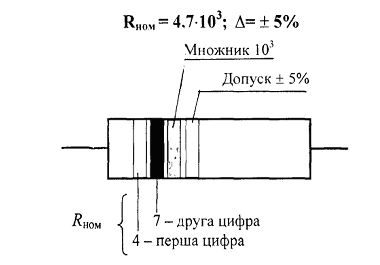 Rном = 4,7·10³; Δ= ± 5%
Множник 10³
Допуск ± 5%
Rном
7 – друга цифра
4 – перша цифра